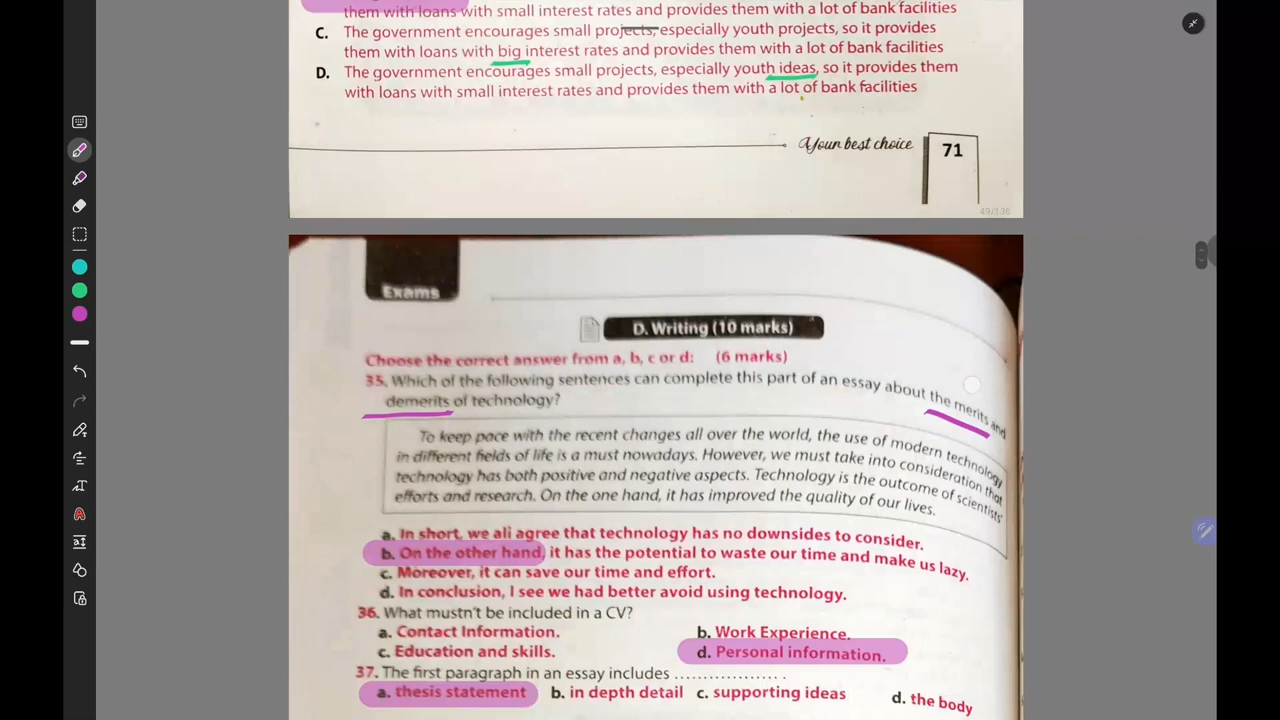 them with loans with small interest rates and provides them with a lot of bank facilities
C. The government encourages small projects, especially youth projects, so it provides
them with loans with big interest rates and provides them with a lot of bank facilities
D. The government encourages small projects, especially youth ideas, so it provides them
with loans with small interest rates and provides them with a lot of bank facilities
Your best choice
71
49/136
Exams
D. Writing (10 marks)
Choose the correct answer from a, b, c or d: (6 marks)
35. Which of the following sentences can complete this part of an essay about the merits and
demerits of technology?
To keep pace with the recent changes all over the world, the use of modern technology
in different fields of life is a must nowadays. However, we must take into consideration that
technology has both positive and negative aspects. Technology is the outcome of scientists'
efforts and research. On the one hand, it has improved the quality of our lives.
a. In short, we all agree that technology has no downsides to consider.
b. On the other hand, it has the potential to waste our time and make us lazy.
c. Moreover, it can save our time and effort.
d. In conclusion, I see we had better avoid using technology.
36. What mustn't be included in a CV?
a. Contact Information. b. Work Experience.
c. Education and skills. d. Personal information.
37. The first paragraph in an essay includes .................. .
a. thesis statement b. in depth detail c. supporting ideas d. the body